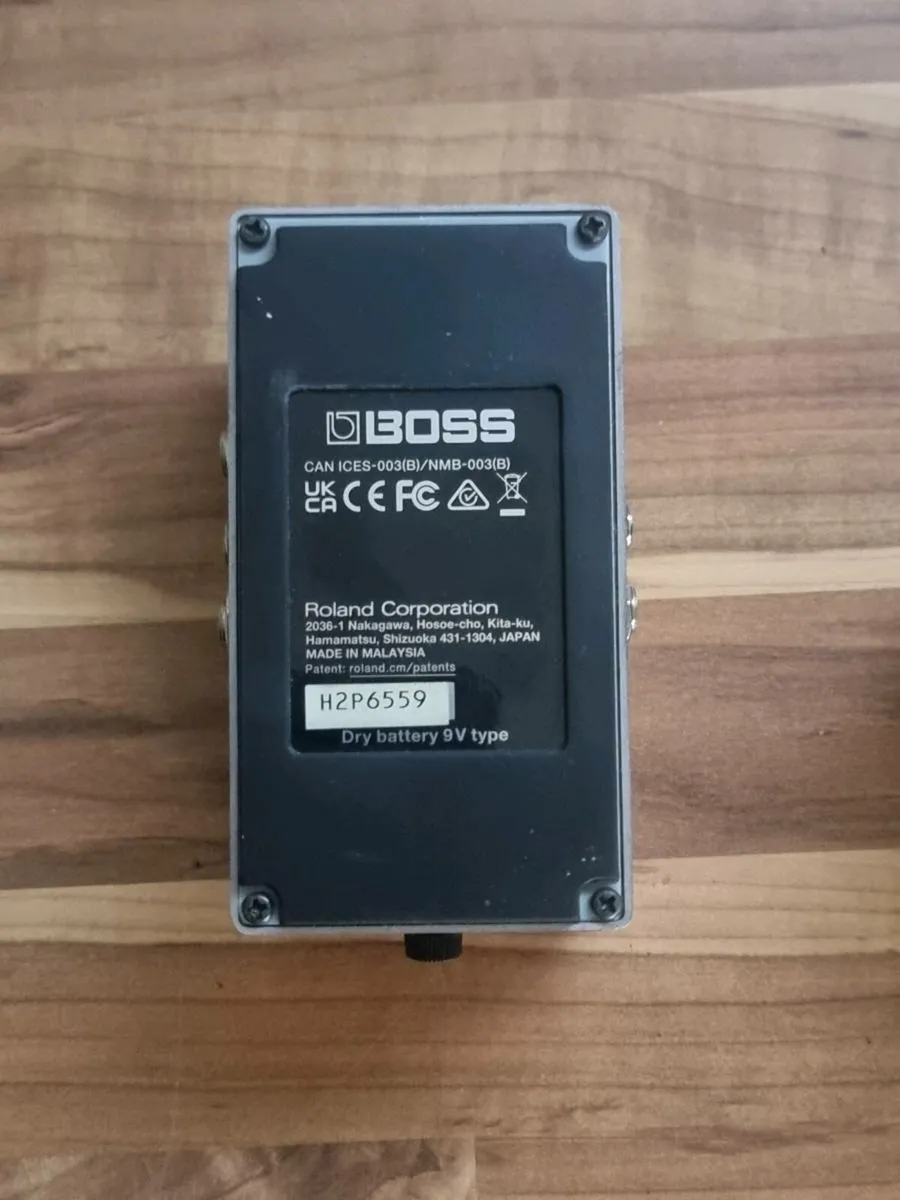 BOSS
CAN ICES-003(B)/NMB-003(B)
UK CA CE FC
Roland Corporation
2036-1 Nakagawa, Hosoe-cho, Kita-ku,
Hamamatsu, Shizuoka 431-1304, JAPAN
MADE IN MALAYSIA
Patent: roland.cm/patents
H2P6559
Dry battery 9V type